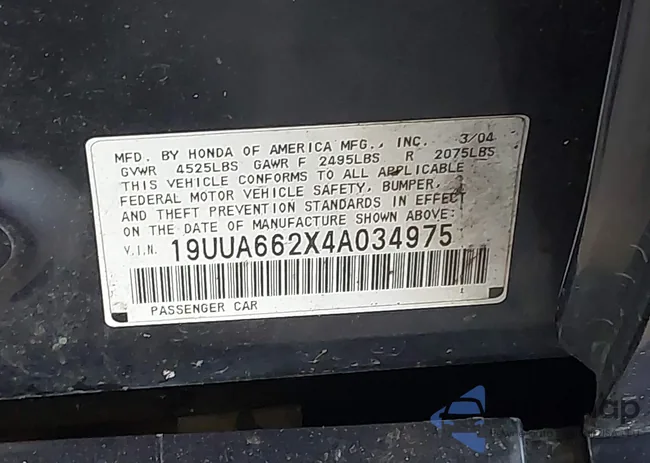 MFD. BY HONDA OF AMERICA MFG., INC. 3/04
GVWR 4525LBS GAWR F 2495LBS R 2075LBS
THIS VEHICLE CONFORMS TO ALL APPLICABLE
FEDERAL MOTOR VEHICLE SAFETY, BUMPER,
AND THEFT PREVENTION STANDARDS IN EFFECT
ON THE DATE OF MANUFACTURE SHOWN ABOVE:
V.I.N. 19UUA662X4A034975
PASSENGER CAR 1